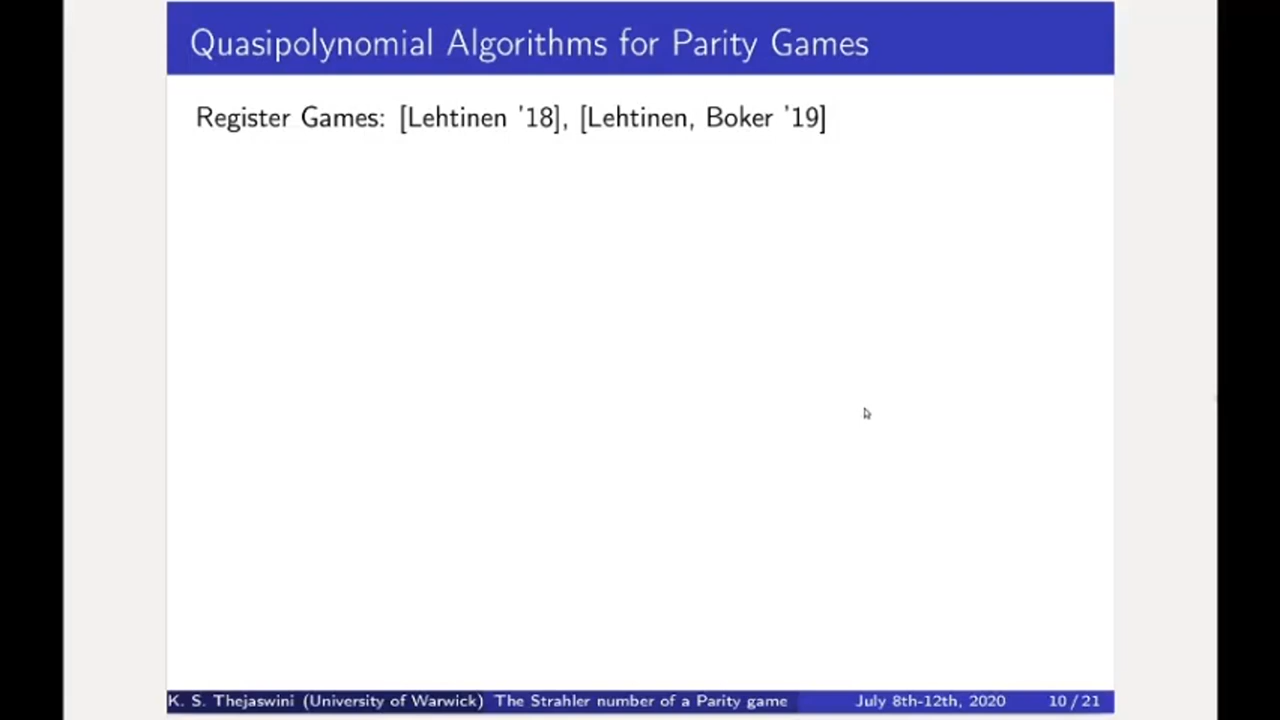 Quasipolynomial Algorithms for Parity Games
Register Games: [Lehtinen '18], [Lehtinen, Boker '19]
K. S. Thejaswini (University of Warwick) The Strahler number of a Parity game July 8th-12th, 2020 10 / 21